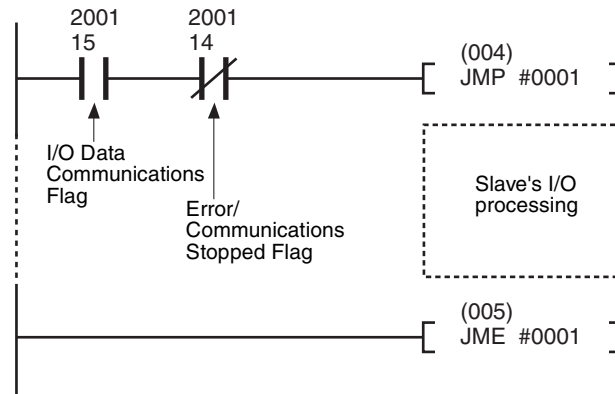 2001
15
2001
14
(004)
JMP #0001
I/O Data
Communications
Flag
Error/
Communications
Stopped Flag
Slave's I/O
processing
(005)
JME #0001